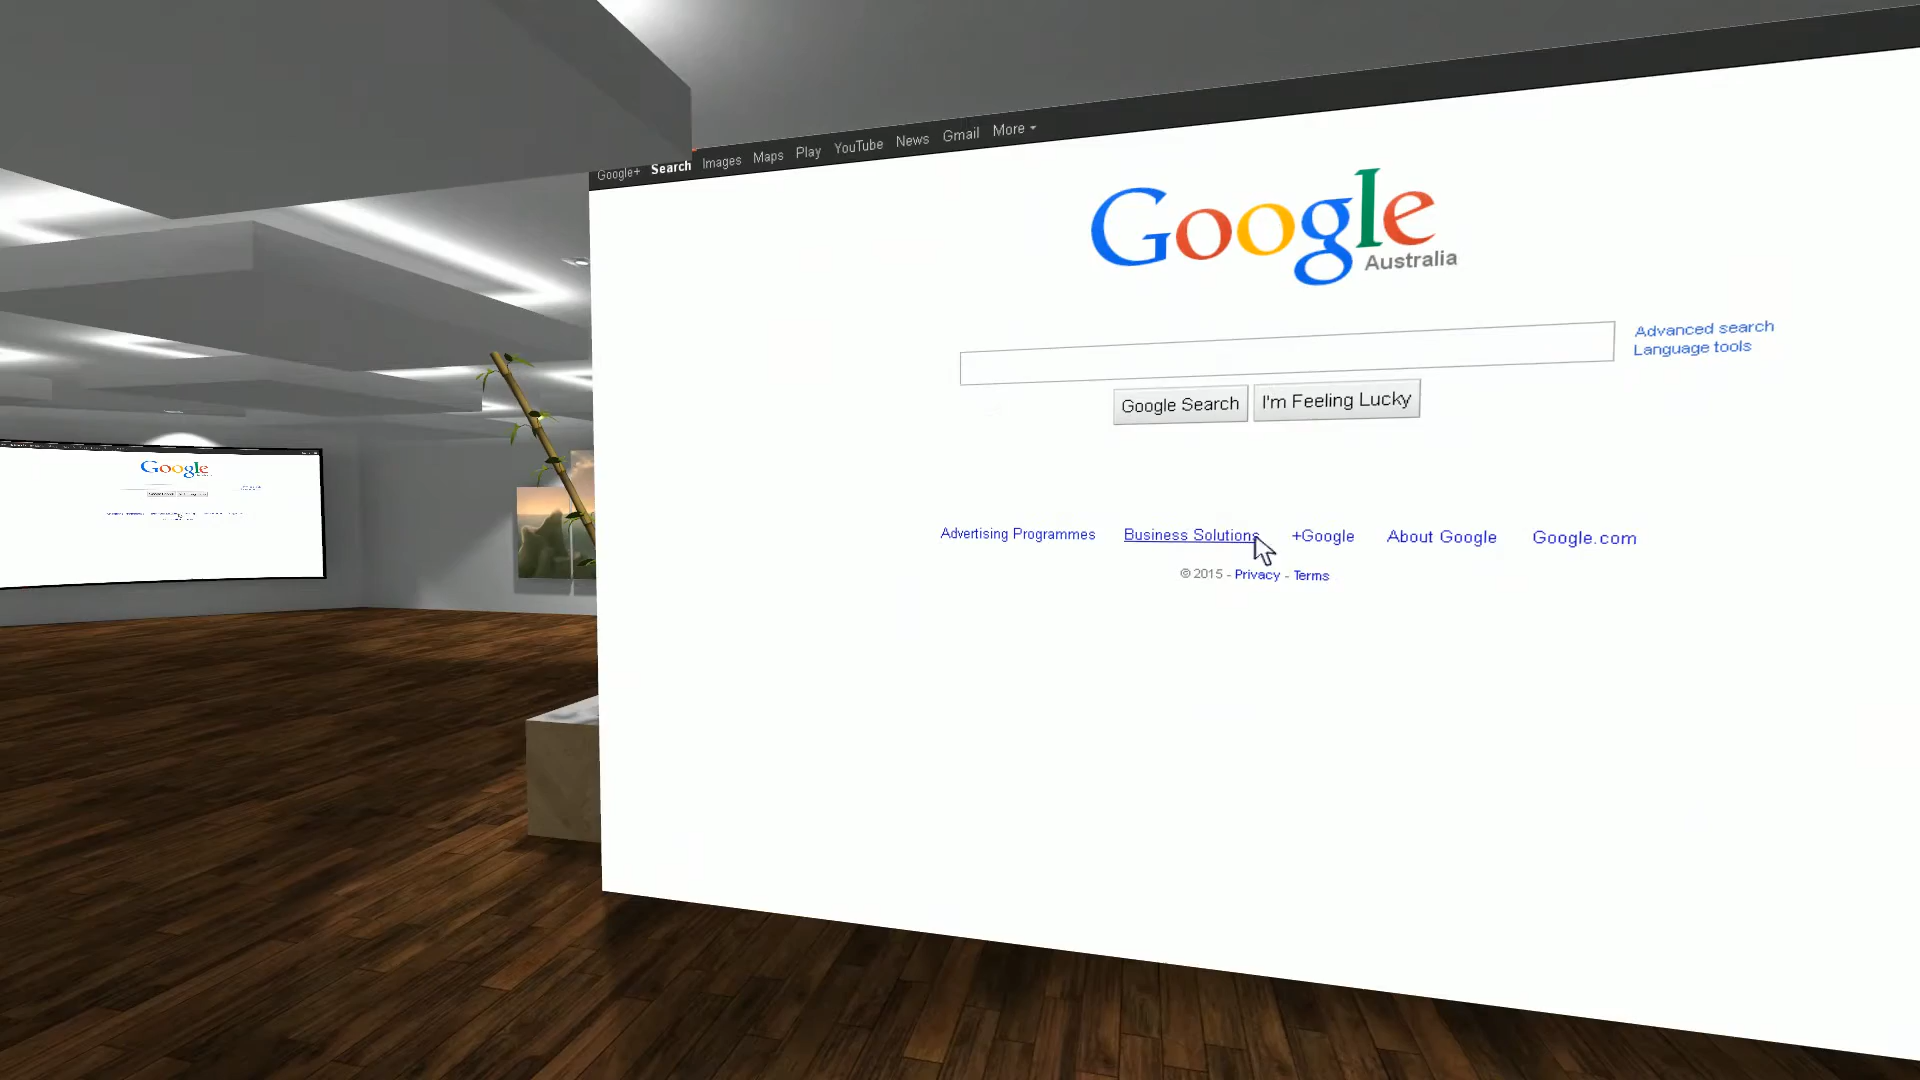 Google+ Search Images Maps Play YouTube News Gmail More
Google
Australia
Advanced search
Language tools
Google Search I'm Feeling Lucky
Advertising Programmes Business Solutions +Google About Google Google.com
© 2015 - Privacy - Terms
Google